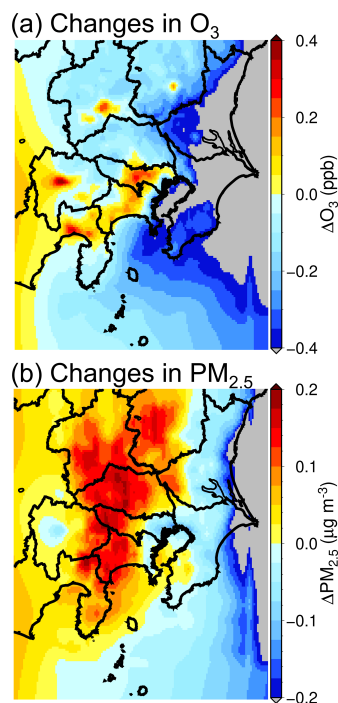 (a) Changes in O₃
0.4
0.2
0.0
−0.2
−0.4
ΔO₃ (ppb)
(b) Changes in PM₂.₅
0.2
0.1
0.0
−0.1
−0.2
ΔPM₂.₅ (μg m⁻³)